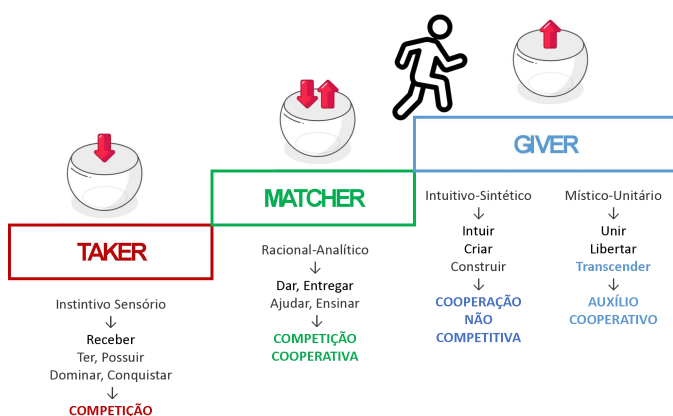 TAKER
Instintivo Sensório
↓
Receber
Ter, Possuir
Dominar, Conquistar
↓
COMPETIÇÃO
MATCHER
Racional-Analítico
↓
Dar, Entregar
Ajudar, Ensinar
↓
COMPETIÇÃO
COOPERATIVA
GIVER
Intuitivo-Sintético
↓
Intuir
Criar
Construir
↓
COOPERAÇÃO
NÃO
COMPETITIVA
Místico-Unitário
↓
Unir
Libertar
Transcender
↓
AUXÍLIO
COOPERATIVO